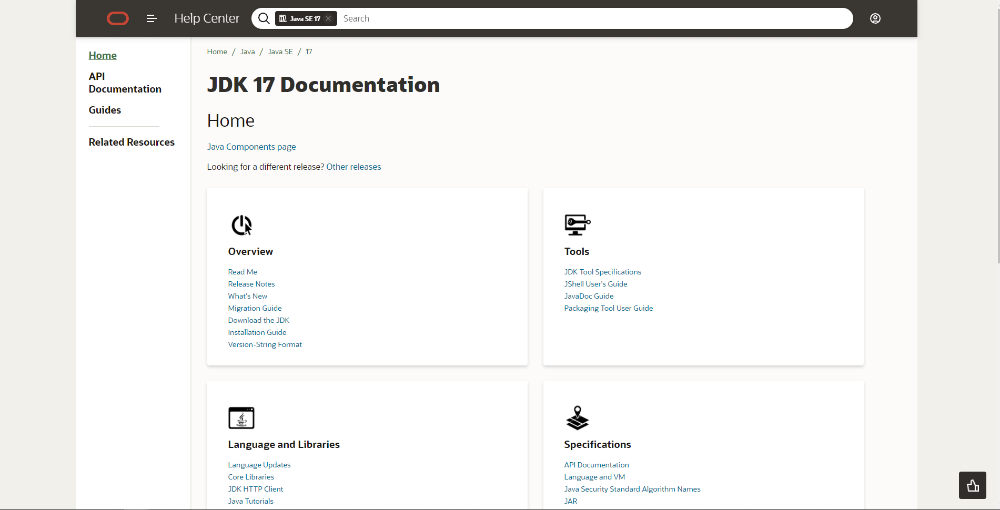 Help Center
Java SE 17
Search
Home
API
Documentation
Guides
Related Resources
Home / Java / Java SE / 17
JDK 17 Documentation
Home
Java Components page
Looking for a different release? Other releases
Overview
Read Me
Release Notes
What's New
Migration Guide
Download the JDK
Installation Guide
Version-String Format
Tools
JDK Tool Specifications
JShell User's Guide
JavaDoc Guide
Packaging Tool User Guide
Language and Libraries
Language Updates
Core Libraries
JDK HTTP Client
Java Tutorials
Specifications
API Documentation
Language and VM
Java Security Standard Algorithm Names
JAR